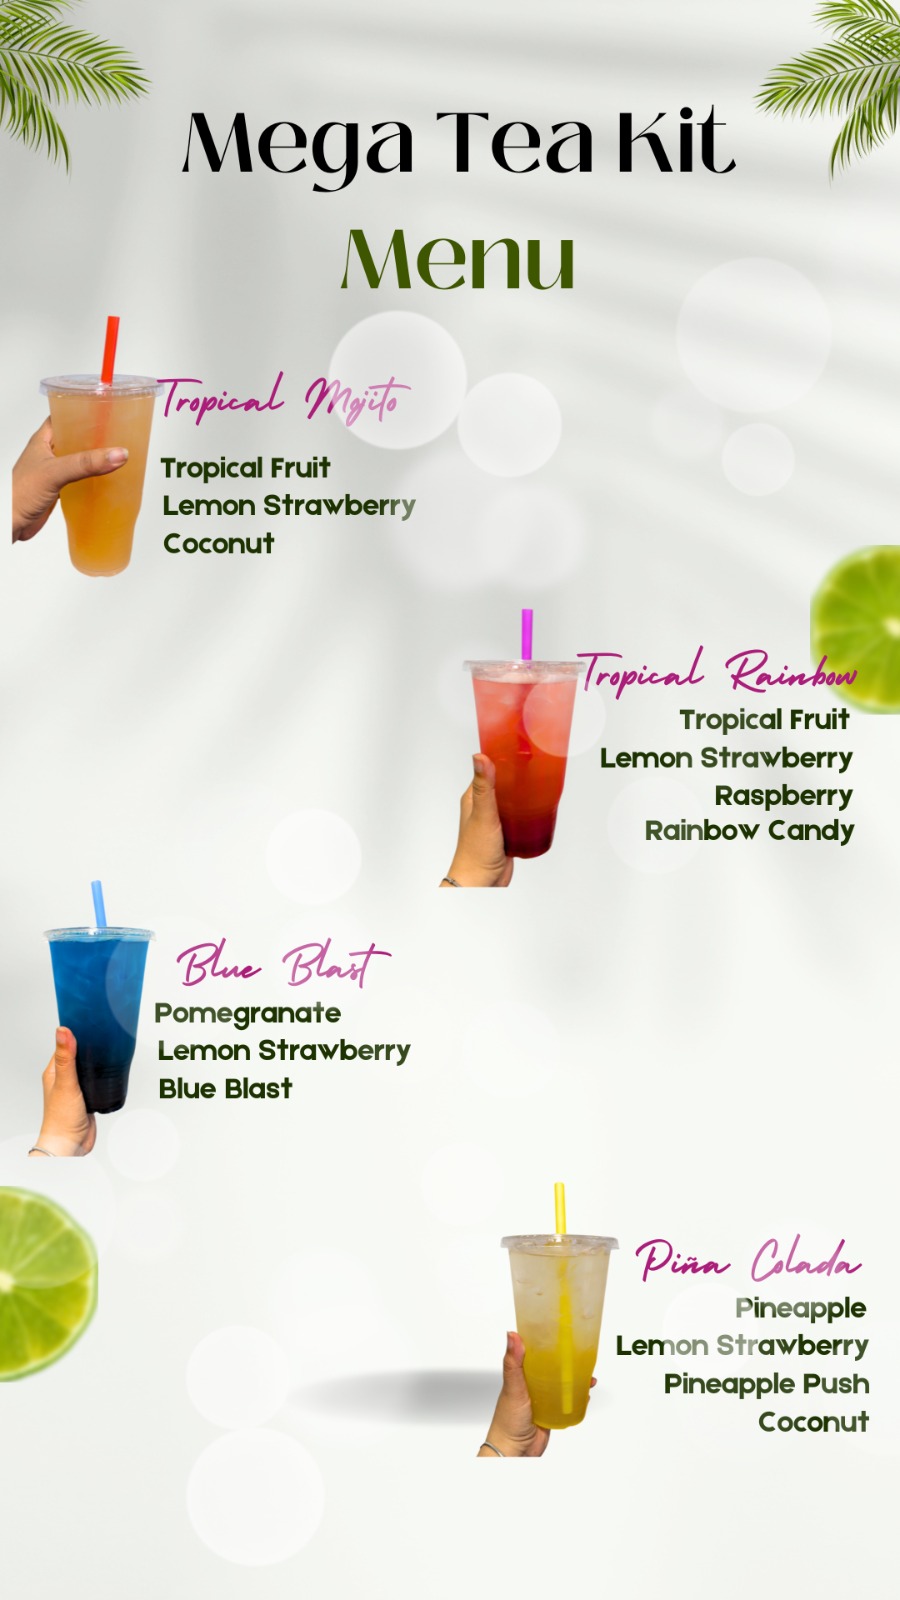 Mega Tea Kit
Menu
Tropical Mojito
Tropical Fruit
Lemon Strawberry
Coconut
Tropical Rainbow
Tropical Fruit
Lemon Strawberry
Raspberry
Rainbow Candy
Blue Blast
Pomegranate
Lemon Strawberry
Blue Blast
Piña Colada
Pineapple
Lemon Strawberry
Pineapple Push
Coconut